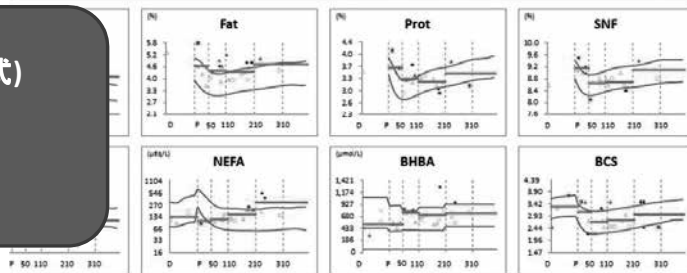 式)
(%)
Fat
5.8
5.2
4.6
4.0
3.3
2.7
2.1
D P 50 110 210 310
(%)
Prot
4.6
4.0
3.7
3.3
3.0
2.6
2.3
D P 50 110 210 310
(%)
SNF
10.0
9.6
9.2
8.8
8.4
8.0
7.6
D P 50 110 210 310
P 50 110 210 310
(μEq/L)
NEFA
1104
546
270
134
66
33
16
D P 50 110 210 310
(μmol/L)
BHBA
1,421
1,174
927
680
433
186
0
D P 50 110 210 310
BCS
4.39
3.90
3.42
2.93
2.44
1.96
1.47
D P 50 110 210 310